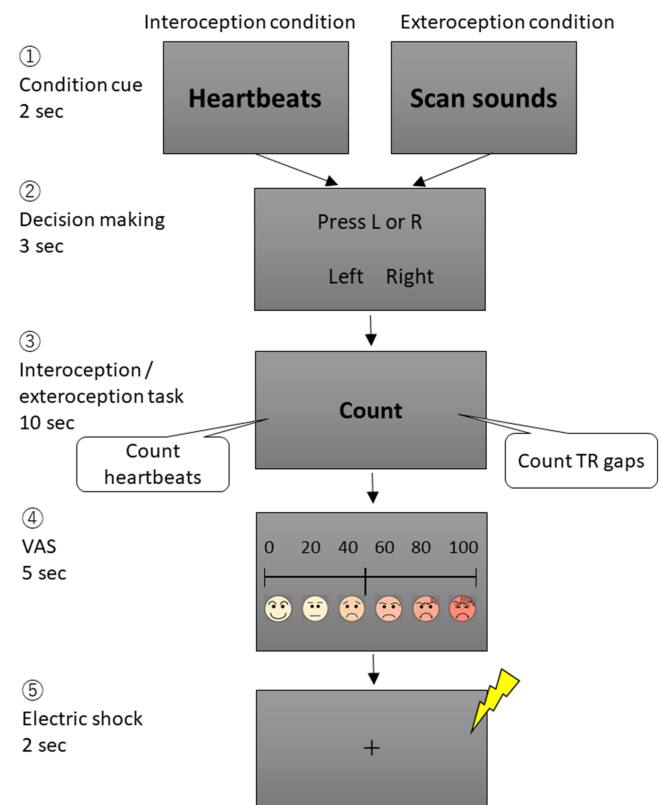 Interoception condition
Exteroception condition
①
Condition cue
2 sec
Heartbeats
Scan sounds
②
Decision making
3 sec
Press L or R
Left Right
③
Interoception /
exteroception task
10 sec
Count
Count
heartbeats
Count TR gaps
④
VAS
5 sec
0 20 40 60 80 100
⑤
Electric shock
2 sec
+